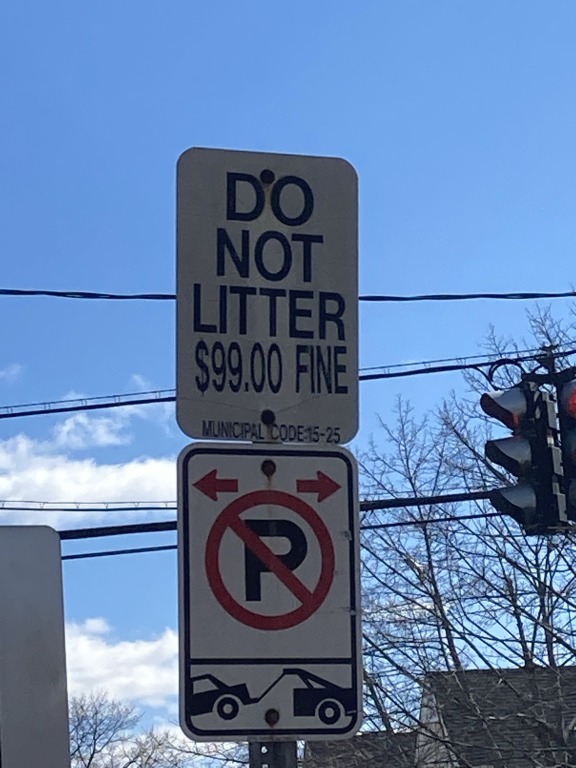 DO
NOT
LITTER
$99.00 FINE
MUNICIPAL CODE 15-25
P